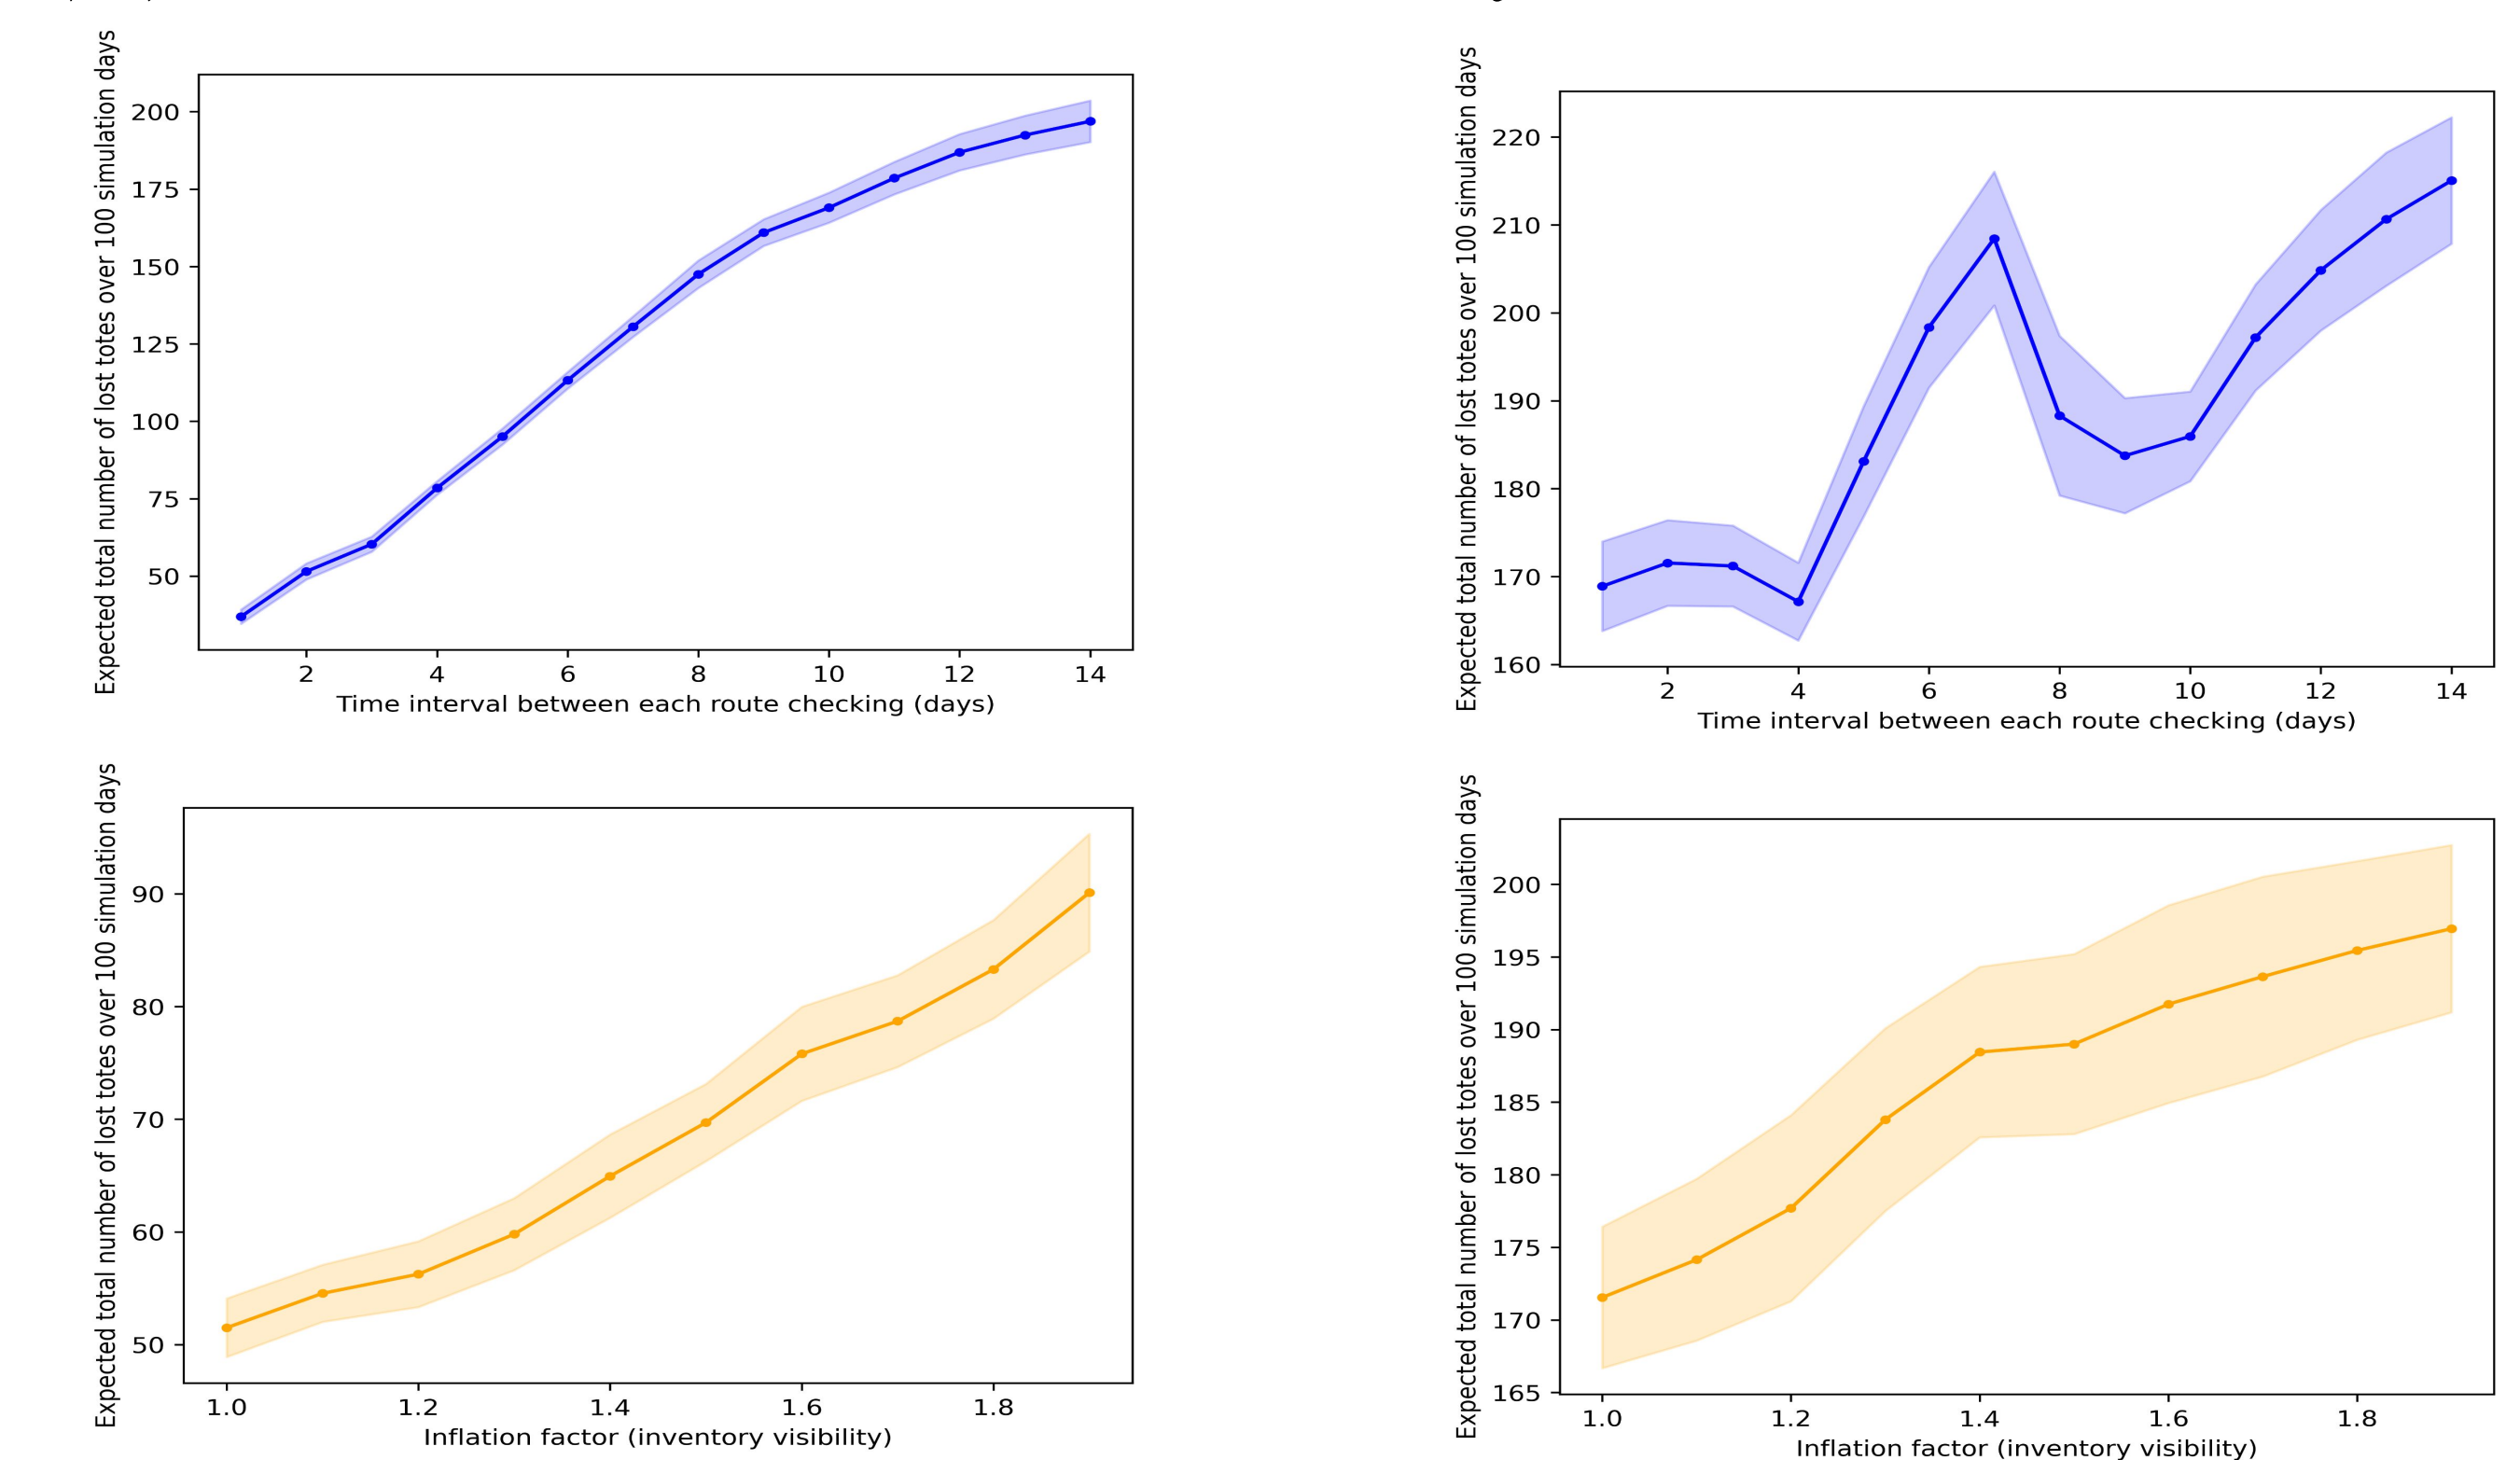 Expected total number of lost totes over 100 simulation days
200
175
150
125
100
75
50
2 4 6 8 10 12 14
Time interval between each route checking (days)
Expected total number of lost totes over 100 simulation days
220
210
200
190
180
170
160
2 4 6 8 10 12 14
Time interval between each route checking (days)
Expected total number of lost totes over 100 simulation days
90
80
70
60
50
1.0 1.2 1.4 1.6 1.8
Inflation factor (inventory visibility)
Expected total number of lost totes over 100 simulation days
200
195
190
185
180
175
170
165
1.0 1.2 1.4 1.6 1.8
Inflation factor (inventory visibility)